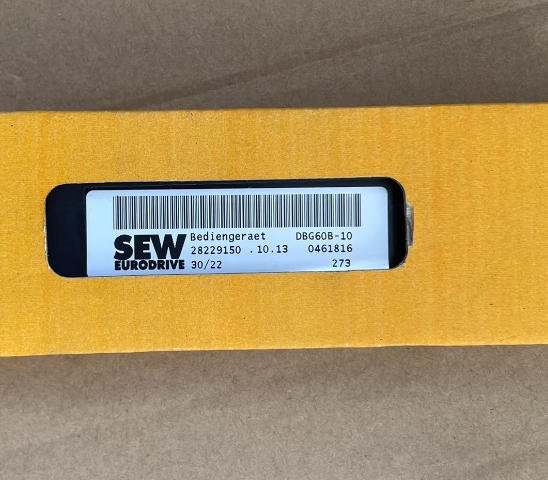 Bediengeraet DBG60B-10
SEW 28229150 .10.13 0461816
EURODRIVE 30/22 273